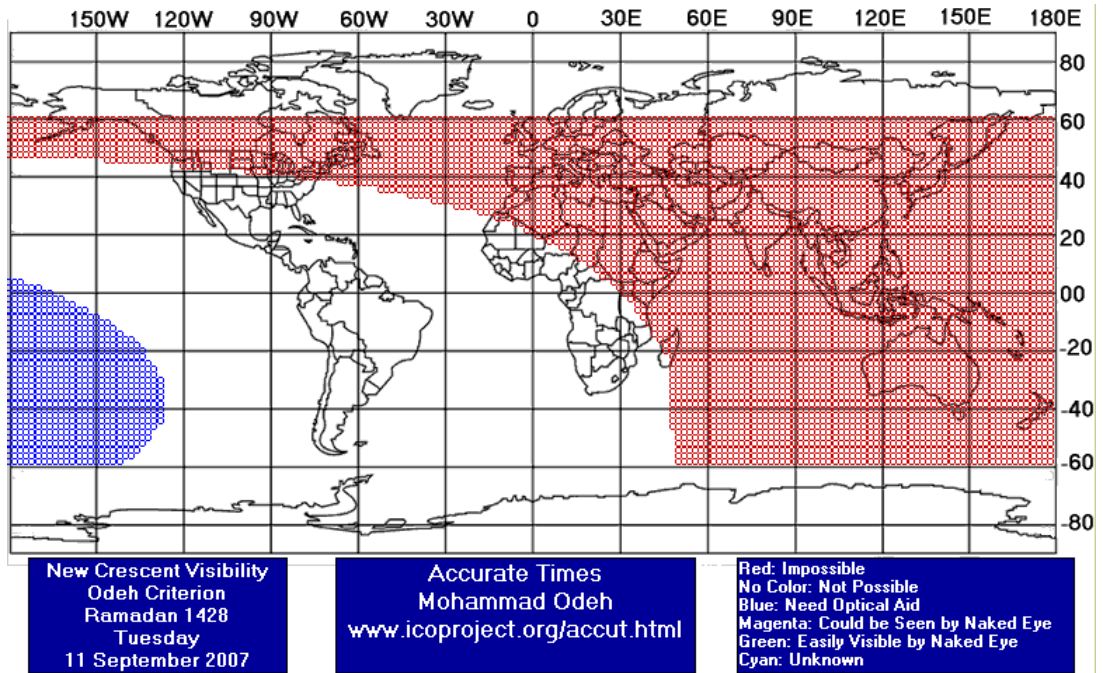 150W 120W 90W 60W 30W 0 30E 60E 90E 120E 150E 180E
80
60
40
20
00
-20
-40
-60
-80
New Crescent Visibility
Odeh Criterion
Ramadan 1428
Tuesday
11 September 2007
Accurate Times
Mohammad Odeh
www.icoproject.org/accut.html
Red: Impossible
No Color: Not Possible
Blue: Need Optical Aid
Magenta: Could be Seen by Naked Eye
Green: Easily Visible by Naked Eye
Cyan: Unknown